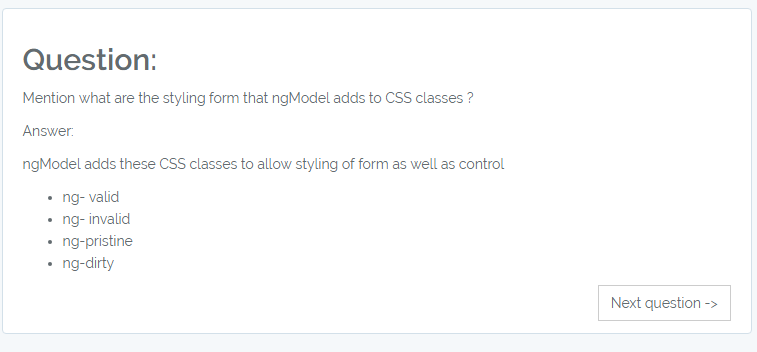 Question:
Mention what are the styling form that ngModel adds to CSS classes ?
Answer:
ngModel adds these CSS classes to allow styling of form as well as control
• ng- valid
• ng- invalid
• ng-pristine
• ng-dirty
Next question ->